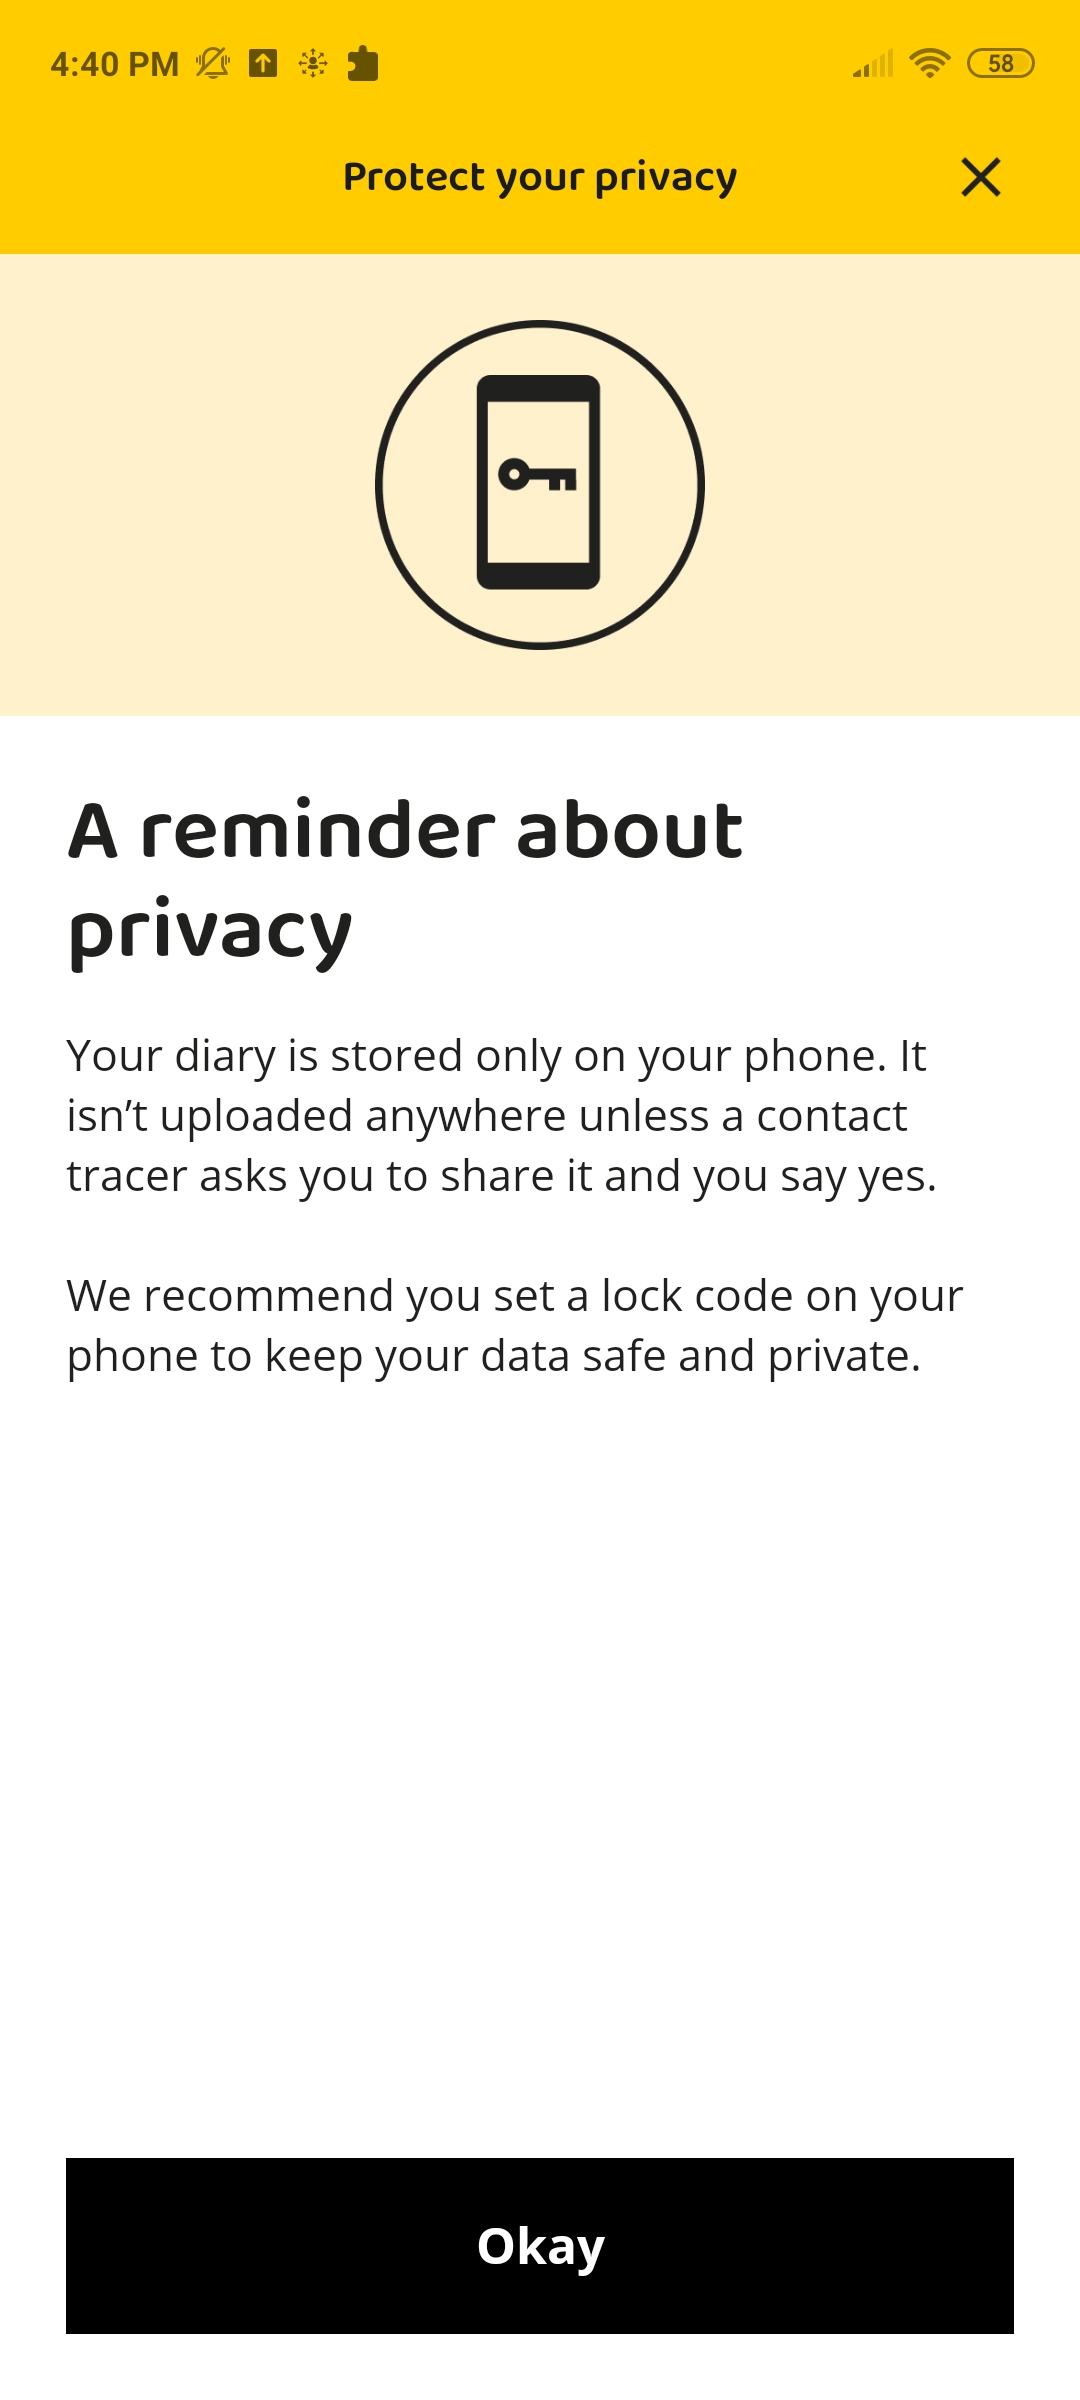 4:40 PM
58
Protect your privacy
A reminder about
privacy
Your diary is stored only on your phone. It
isn’t uploaded anywhere unless a contact
tracer asks you to share it and you say yes.
We recommend you set a lock code on your
phone to keep your data safe and private.
Okay